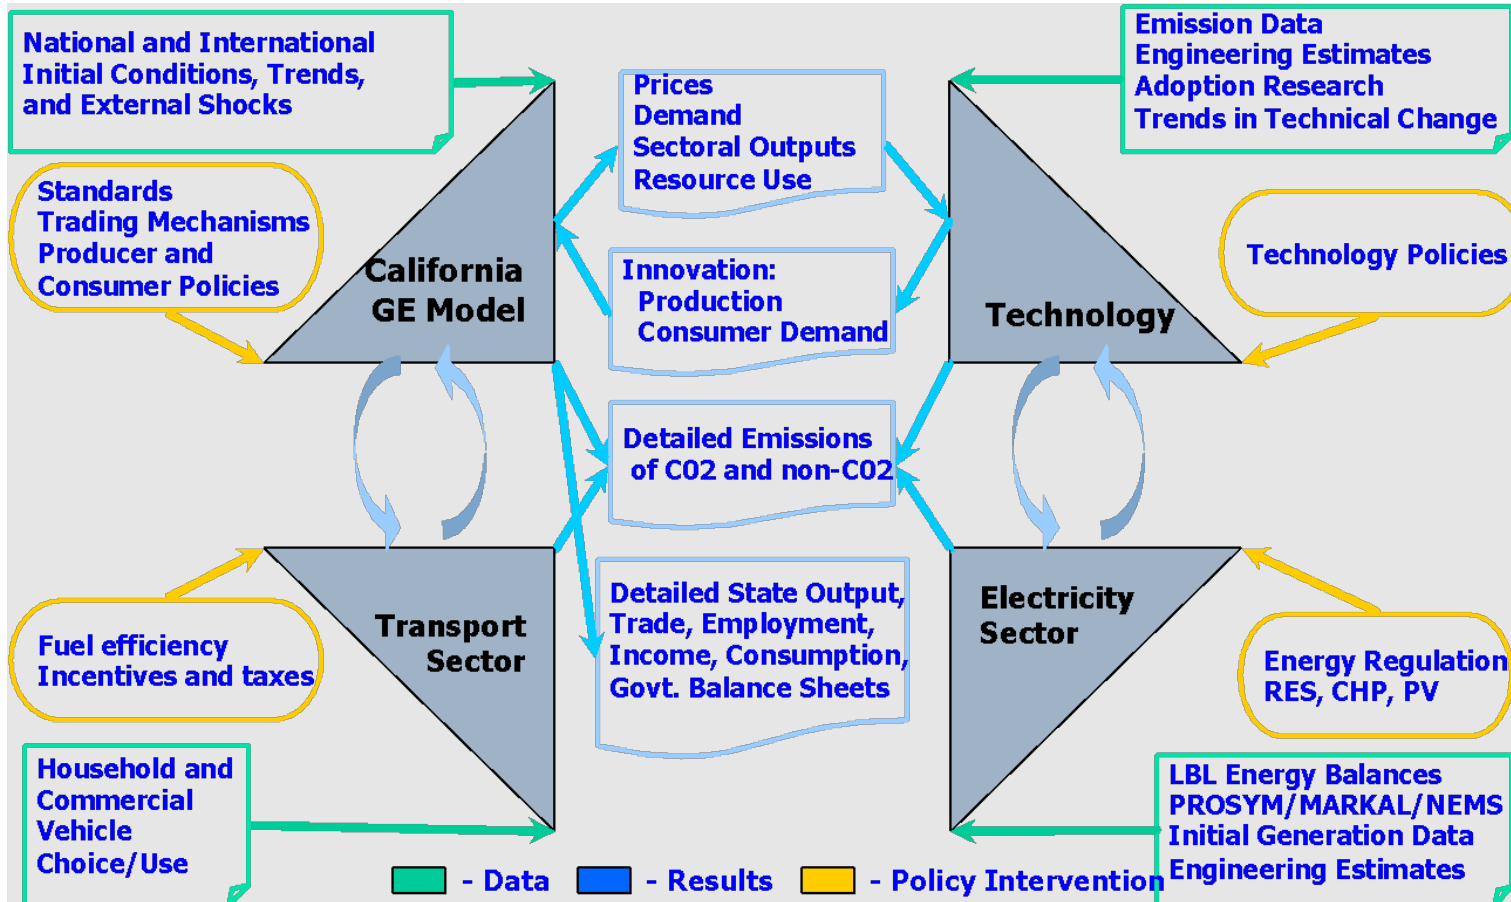 National and International
Initial Conditions, Trends,
and External Shocks
Emission Data
Engineering Estimates
Adoption Research
Trends in Technical Change
Prices
Demand
Sectoral Outputs
Resource Use
Standards
Trading Mechanisms
Producer and
Consumer Policies
Technology Policies
California
GE Model
Innovation:
Production
Consumer Demand
Technology
Detailed Emissions
of C02 and non-C02
Transport
Sector
Detailed State Output,
Trade, Employment,
Income, Consumption,
Govt. Balance Sheets
Electricity
Sector
Fuel efficiency
Incentives and taxes
Energy Regulation
RES, CHP, PV
Household and
Commercial
Vehicle
Choice/Use
LBL Energy Balances
PROSYM/MARKAL/NEMS
Initial Generation Data
Engineering Estimates
- Data - Results - Policy Intervention